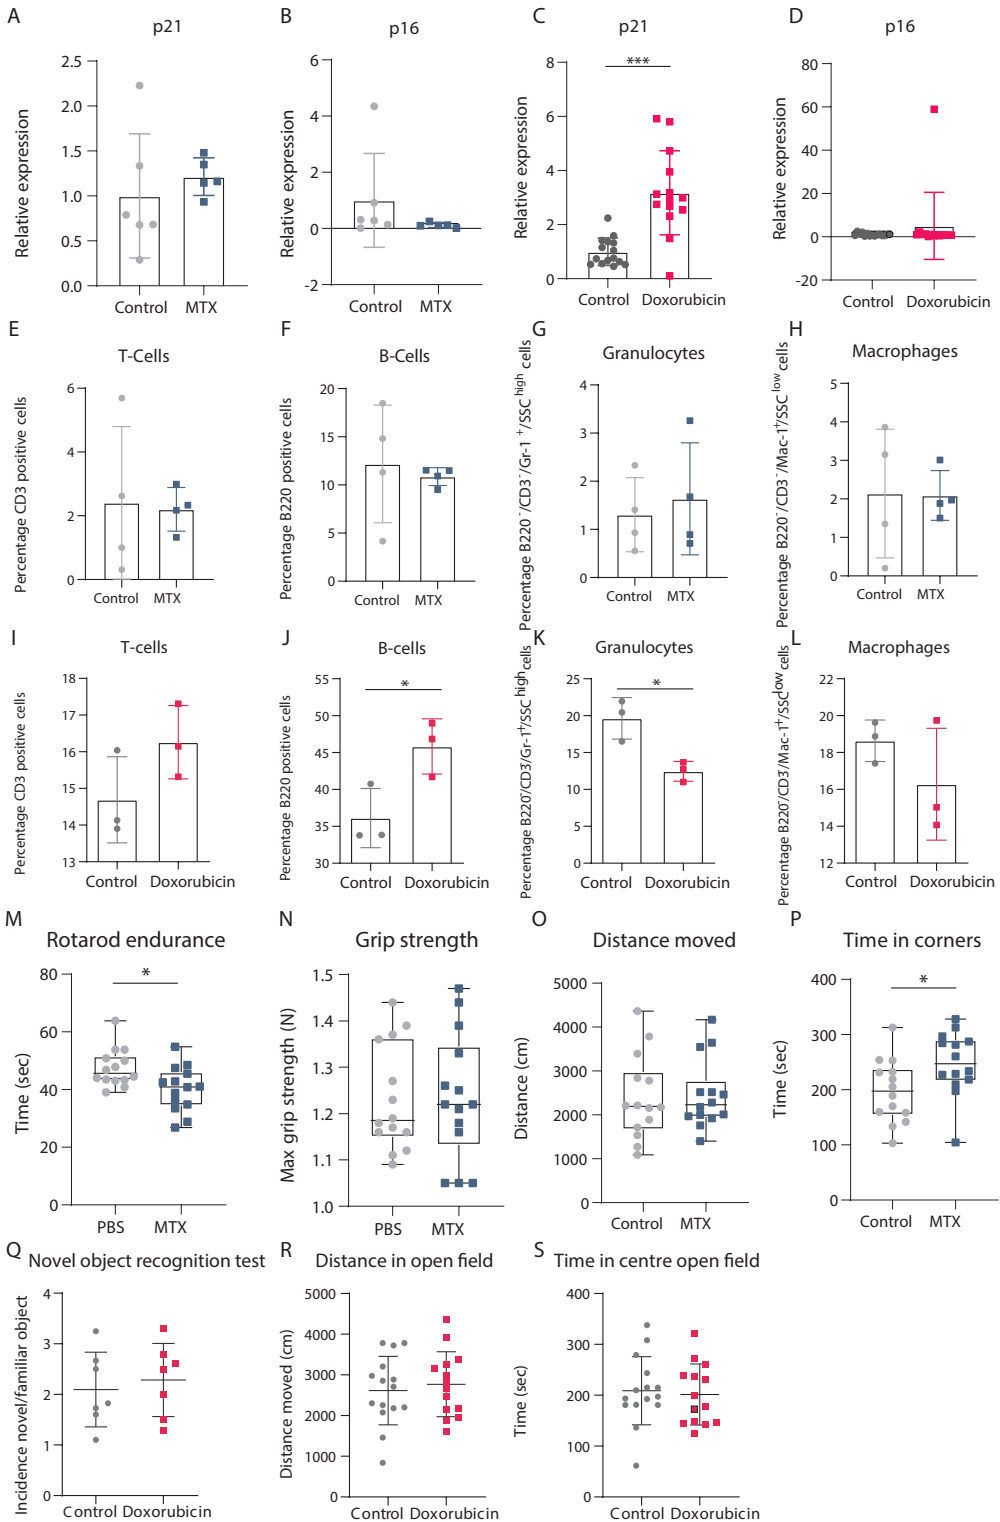 A
p21
Relative expression
2.5
2.0
1.5
1.0
0.5
0.0
Control MTX
B
p16
Relative expression
6
4
2
0
-2
Control MTX
C
p21
Relative expression
8
6
4
2
0
***
Control Doxorubicin
D
p16
Relative expression
80
60
40
20
0
-20
Control Doxorubicin
E
T-Cells
Percentage CD3 positive cells
6
4
2
0
Control MTX
F
B-Cells
Percentage B220 positive cells
20
15
10
5
0
Control MTX
G
Granulocytes
Percentage B220⁻/CD3⁻/Gr-1⁺/SSC high cells
4
3
2
1
0
Control MTX
H
Macrophages
Percentage B220⁻/CD3⁻/Mac-1⁺/SSC low cells
5
4
3
2
1
0
Control MTX
I
T-cells
Percentage CD3 positive cells
18
17
16
15
14
13
Control Doxorubicin
J
B-cells
Percentage B220 positive cells
55
50
45
40
35
30
*
Control Doxorubicin
K
Granulocytes
Percentage B220⁻/CD3⁻/Gr-1⁺/SSC high cells
25
20
15
10
5
0
*
Control Doxorubicin
L
Macrophages
Percentage B220⁻/CD3⁻/Mac-1⁺/SSC low cells
22
20
18
16
14
12
Control Doxorubicin
M
Rotarod endurance
Time (sec)
80
60
40
20
0
*
PBS MTX
N
Grip strength
Max grip strength (N)
1.5
1.4
1.3
1.2
1.1
1.0
PBS MTX
O
Distance moved
Distance (cm)
5000
4000
3000
2000
1000
0
Control MTX
P
Time in corners
Time (sec)
400
300
200
100
0
*
Control MTX
Q
Novel object recognition test
Incidence novel/familiar object
4
3
2
1
0
Control Doxorubicin
R
Distance in open field
Distance moved (cm)
5000
4000
3000
2000
1000
0
Control Doxorubicin
S
Time in centre open field
Time (sec)
400
300
200
100
0
Control Doxorubicin